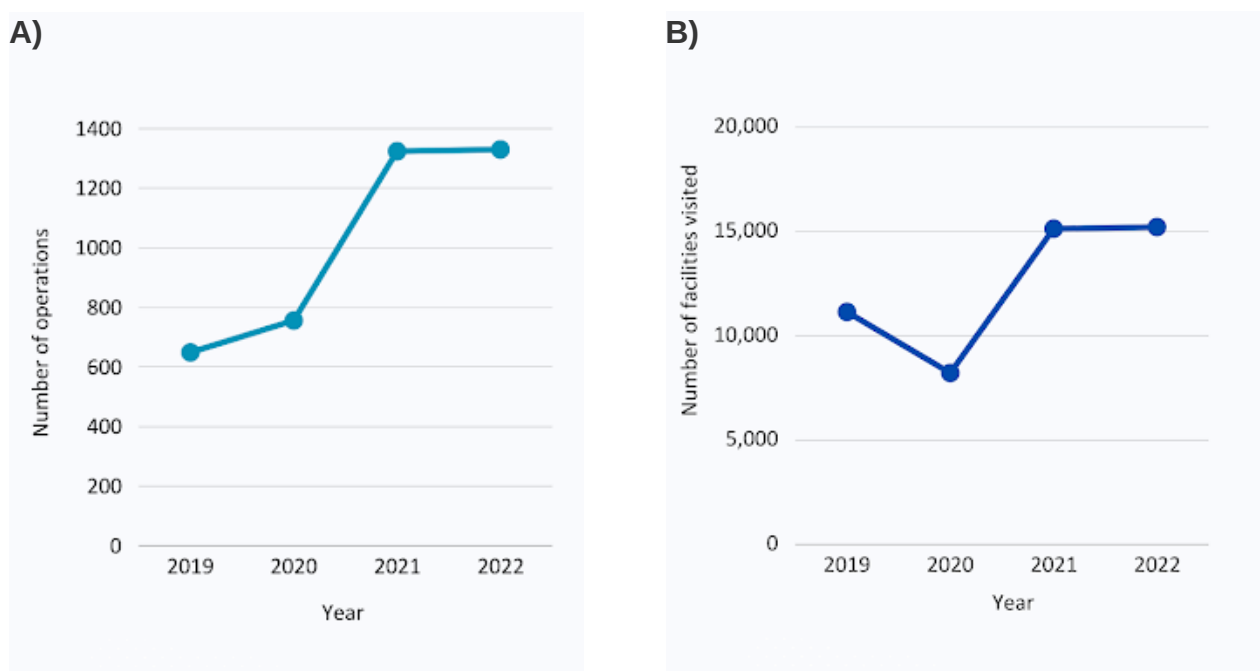 A)
Number of operations
1400
1200
1000
800
600
400
200
0
2019 2020 2021 2022
Year
B)
Number of facilities visited
20,000
15,000
10,000
5,000
0
2019 2020 2021 2022
Year